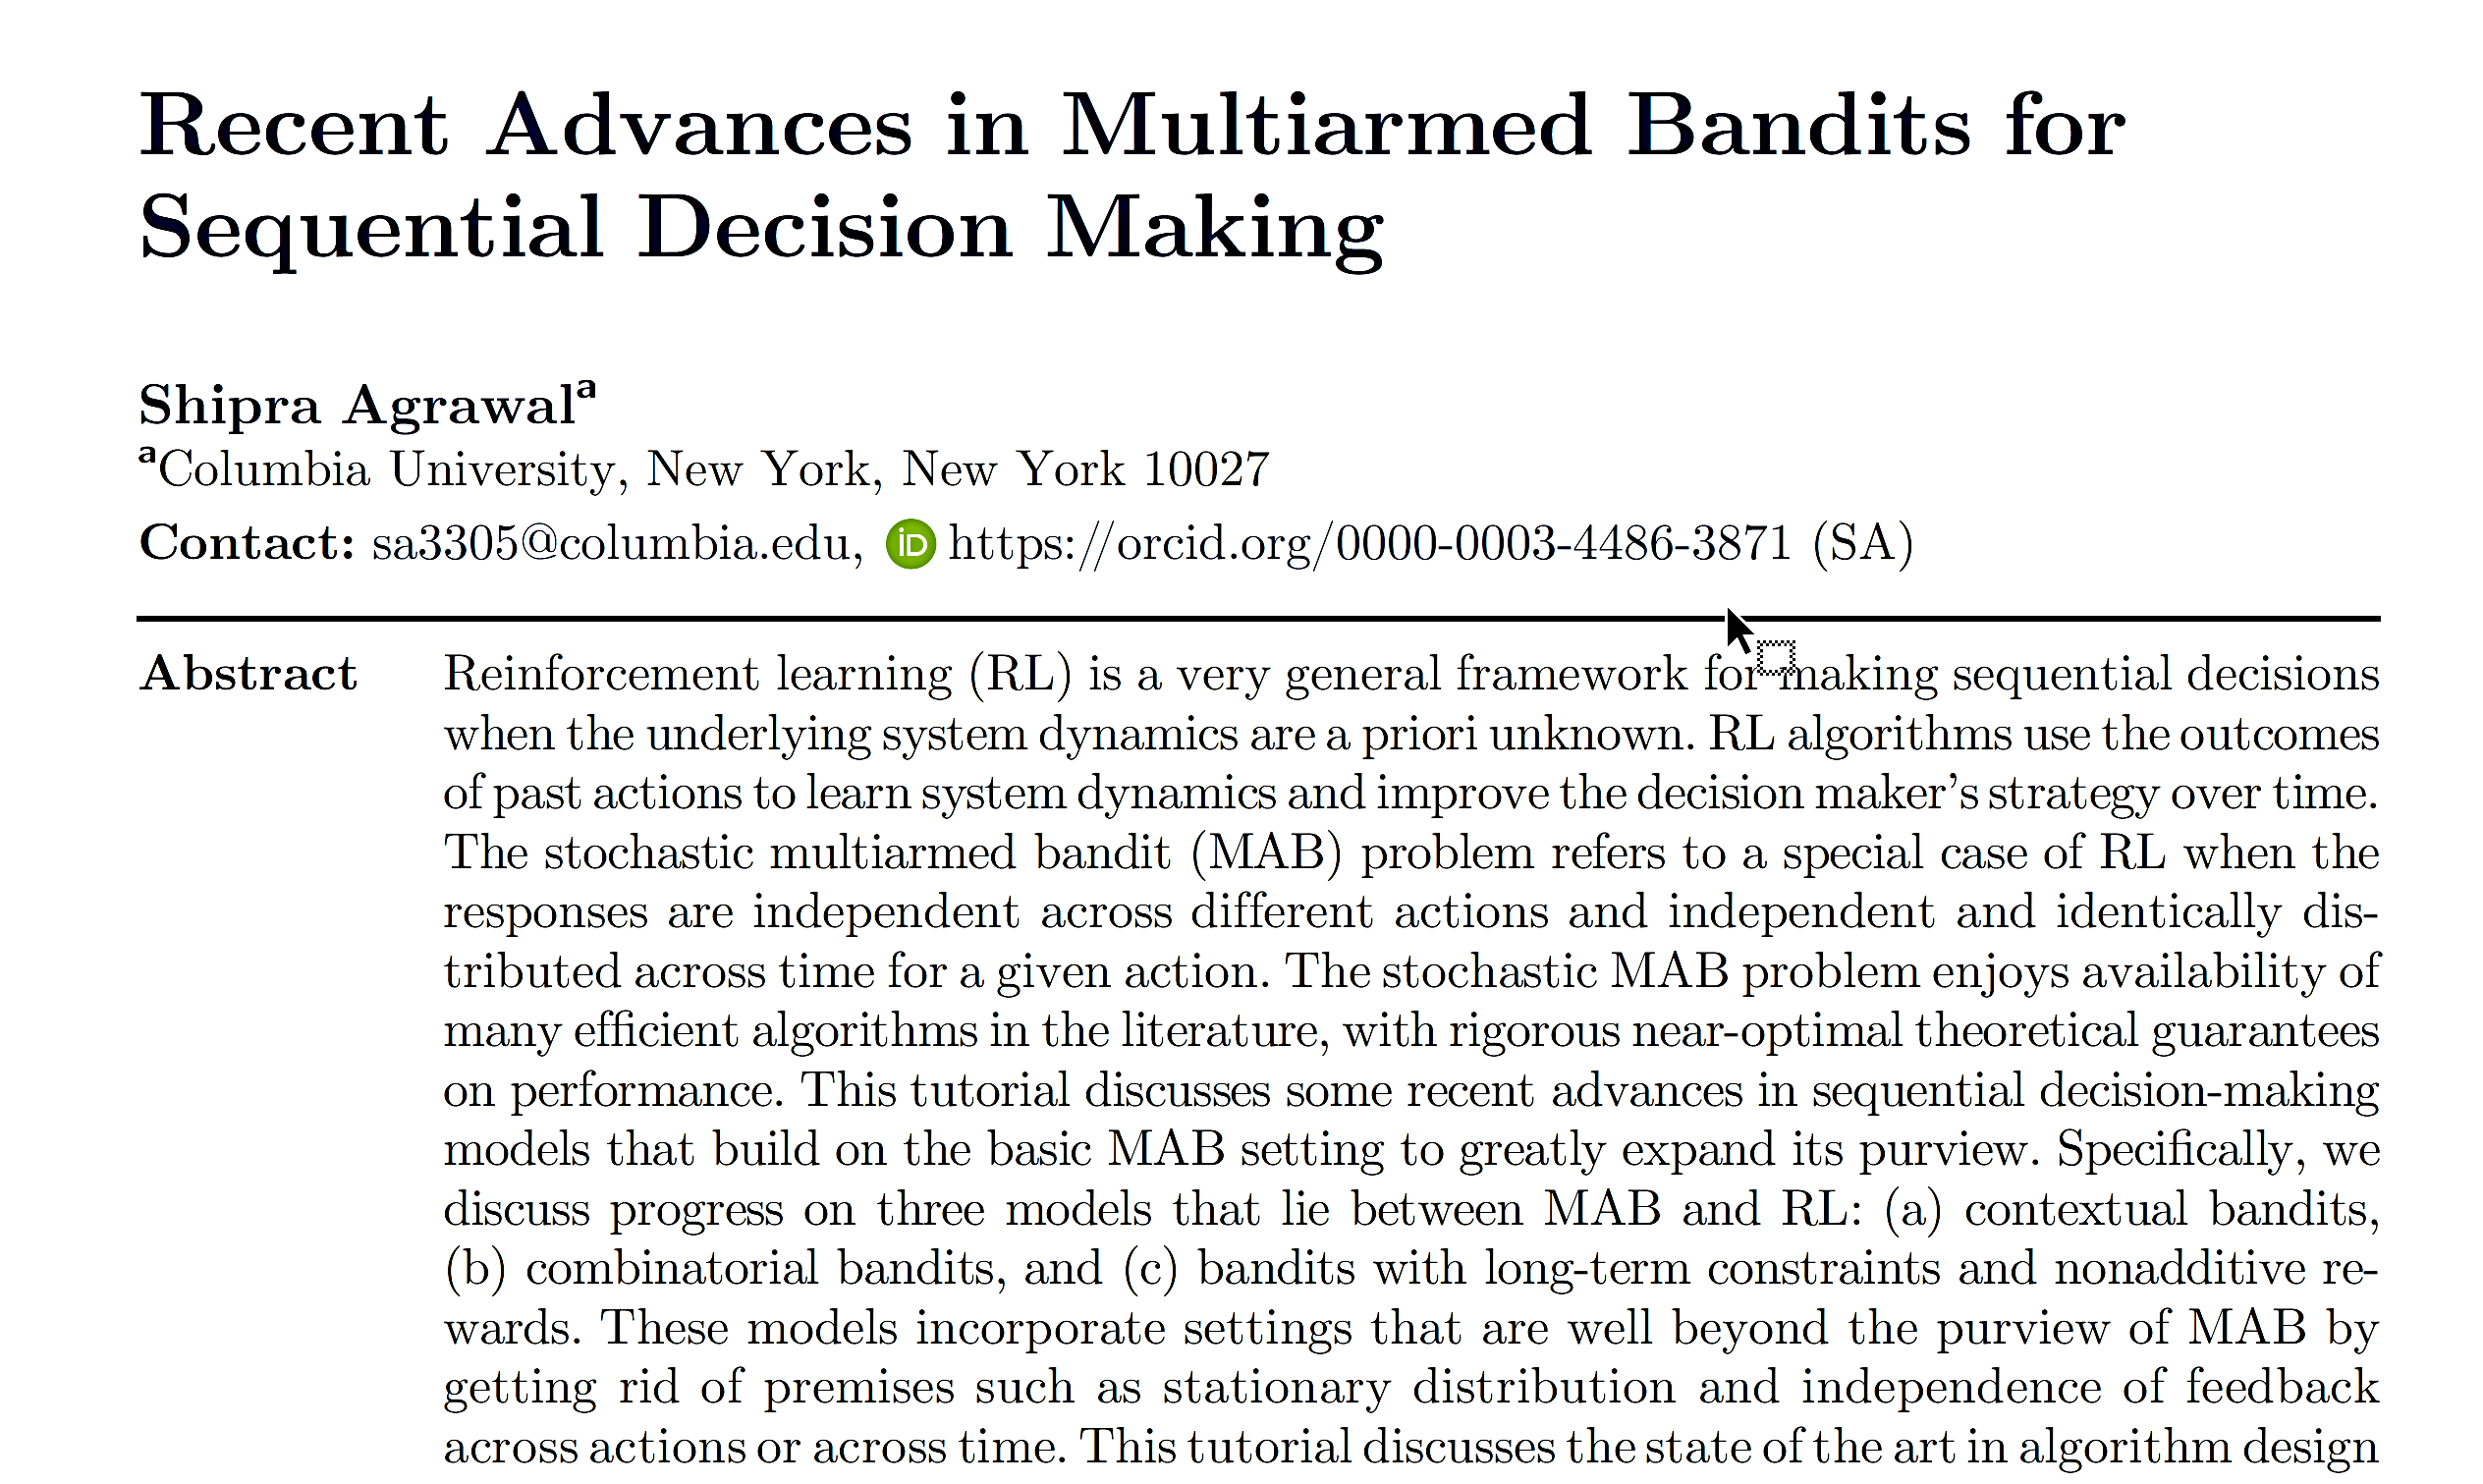 Recent Advances in Multiarmed Bandits for
Sequential Decision Making
Shipra Agrawalᵃ
ᵃColumbia University, New York, New York 10027
Contact: sa3305@columbia.edu, iD https://orcid.org/0000-0003-4486-3871 (SA)
Abstract Reinforcement learning (RL) is a very general framework for making sequential decisions
when the underlying system dynamics are a priori unknown. RL algorithms use the outcomes
of past actions to learn system dynamics and improve the decision maker's strategy over time.
The stochastic multiarmed bandit (MAB) problem refers to a special case of RL when the
responses are independent across different actions and independent and identically dis-
tributed across time for a given action. The stochastic MAB problem enjoys availability of
many efficient algorithms in the literature, with rigorous near-optimal theoretical guarantees
on performance. This tutorial discusses some recent advances in sequential decision-making
models that build on the basic MAB setting to greatly expand its purview. Specifically, we
discuss progress on three models that lie between MAB and RL: (a) contextual bandits,
(b) combinatorial bandits, and (c) bandits with long-term constraints and nonadditive re-
wards. These models incorporate settings that are well beyond the purview of MAB by
getting rid of premises such as stationary distribution and independence of feedback
across actions or across time. This tutorial discusses the state of the art in algorithm design